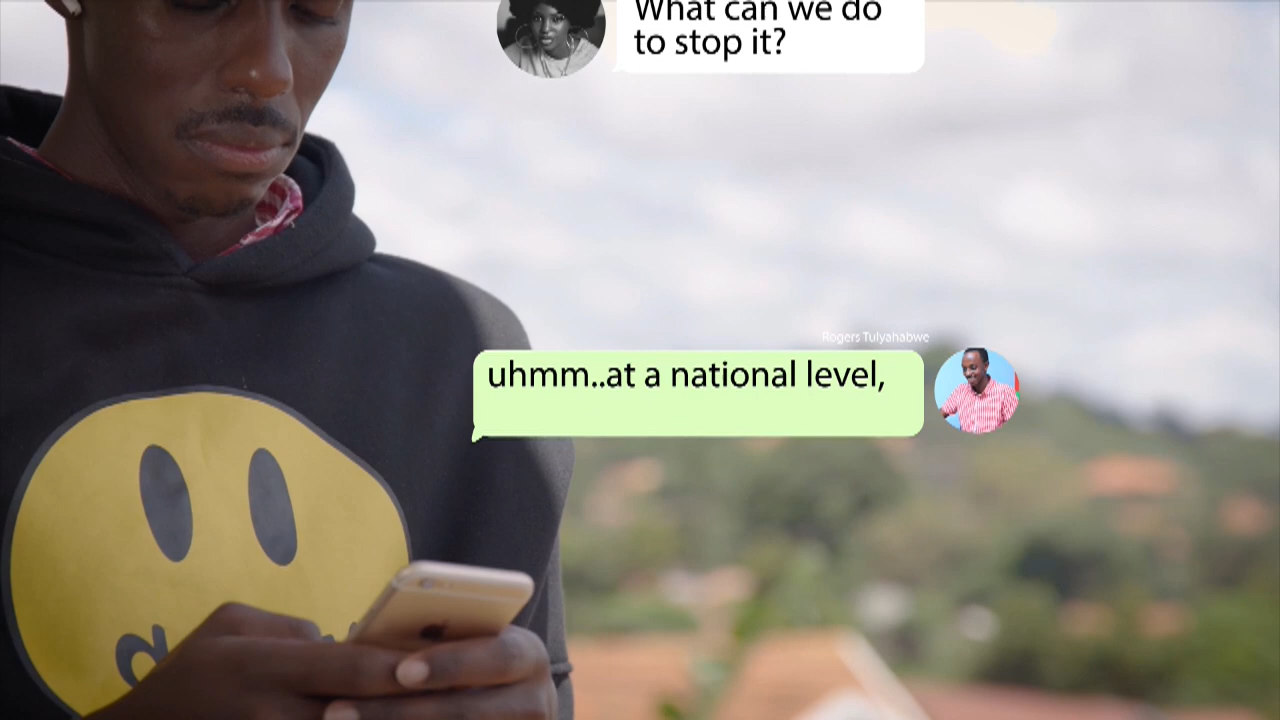 What can we do
to stop it?
Rogers Tulyahabwe
uhmm..at a national level,